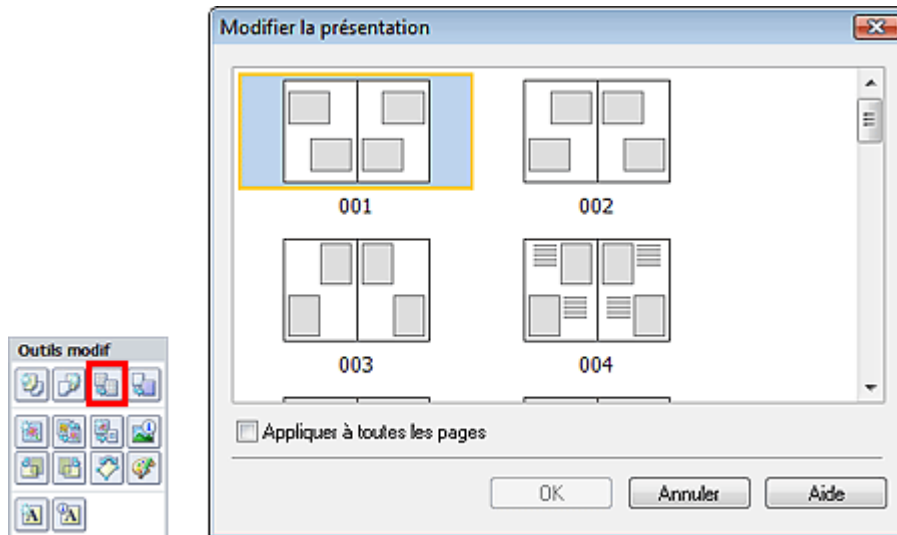 Modifier la présentation
001
002
003
004
Outils modif
Appliquer à toutes les pages
OK
Annuler
Aide